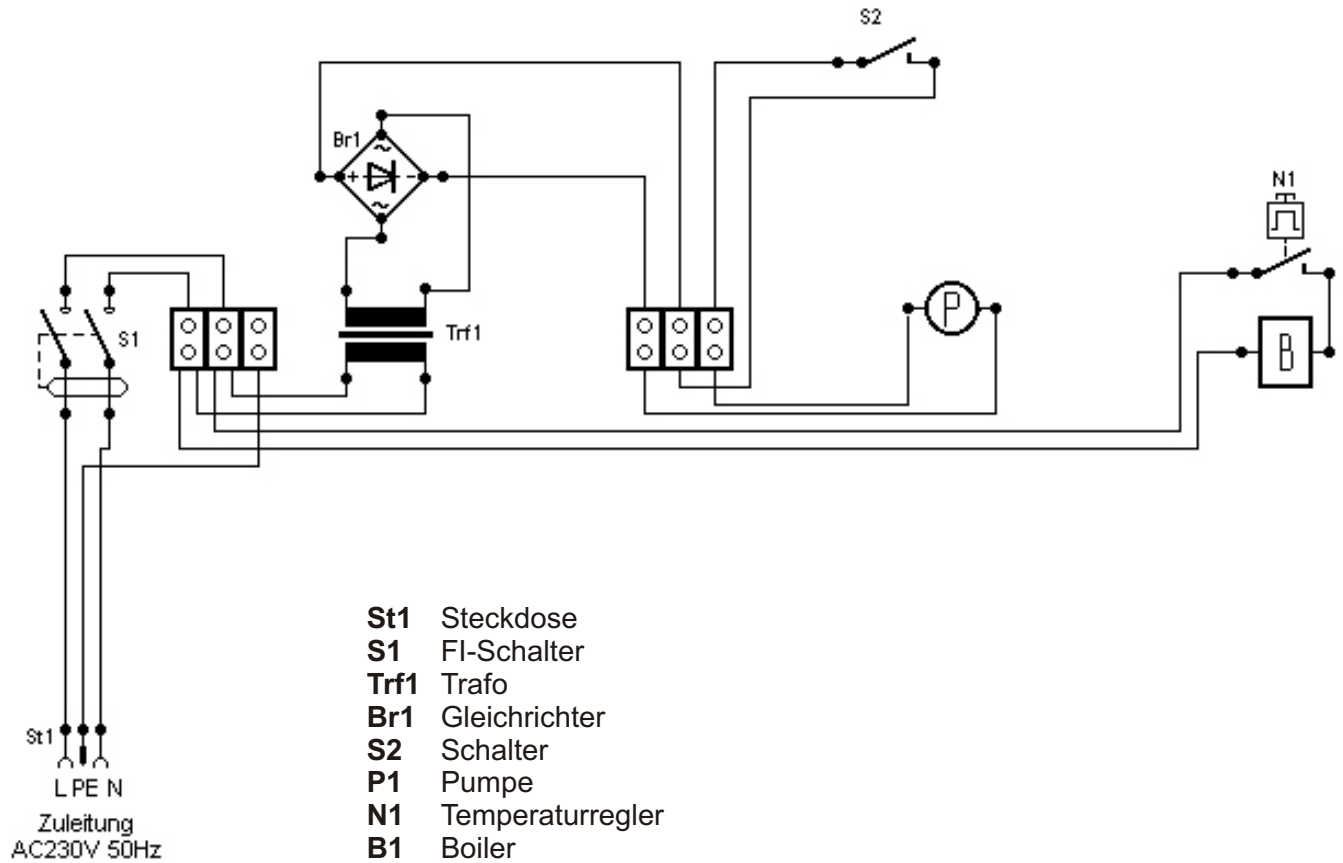 S2
Br1
~
+ -
~
N1
P
S1
Trf1
B
St1 Steckdose
S1 FI-Schalter
Trf1 Trafo
Br1 Gleichrichter
S2 Schalter
P1 Pumpe
N1 Temperaturregler
B1 Boiler
St1
L PE N
Zuleitung
AC230V 50Hz